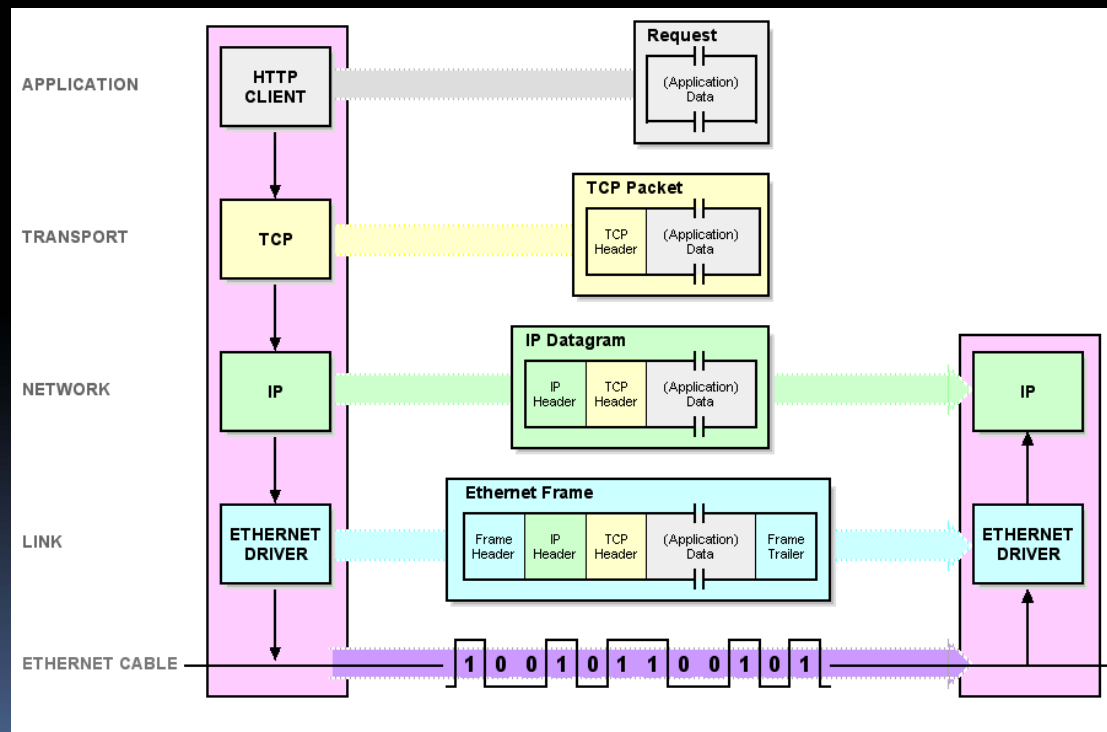 Request
APPLICATION
HTTP
CLIENT
(Application)
Data
TCP Packet
TRANSPORT
TCP
TCP
Header
(Application)
Data
IP Datagram
NETWORK
IP
IP
Header
TCP
Header
(Application)
Data
IP
Ethernet Frame
LINK
ETHERNET
DRIVER
Frame
Header
IP
Header
TCP
Header
(Application)
Data
Frame
Trailer
ETHERNET
DRIVER
ETHERNET CABLE
1 0 0 1 0 1 1 0 0 1 0 1